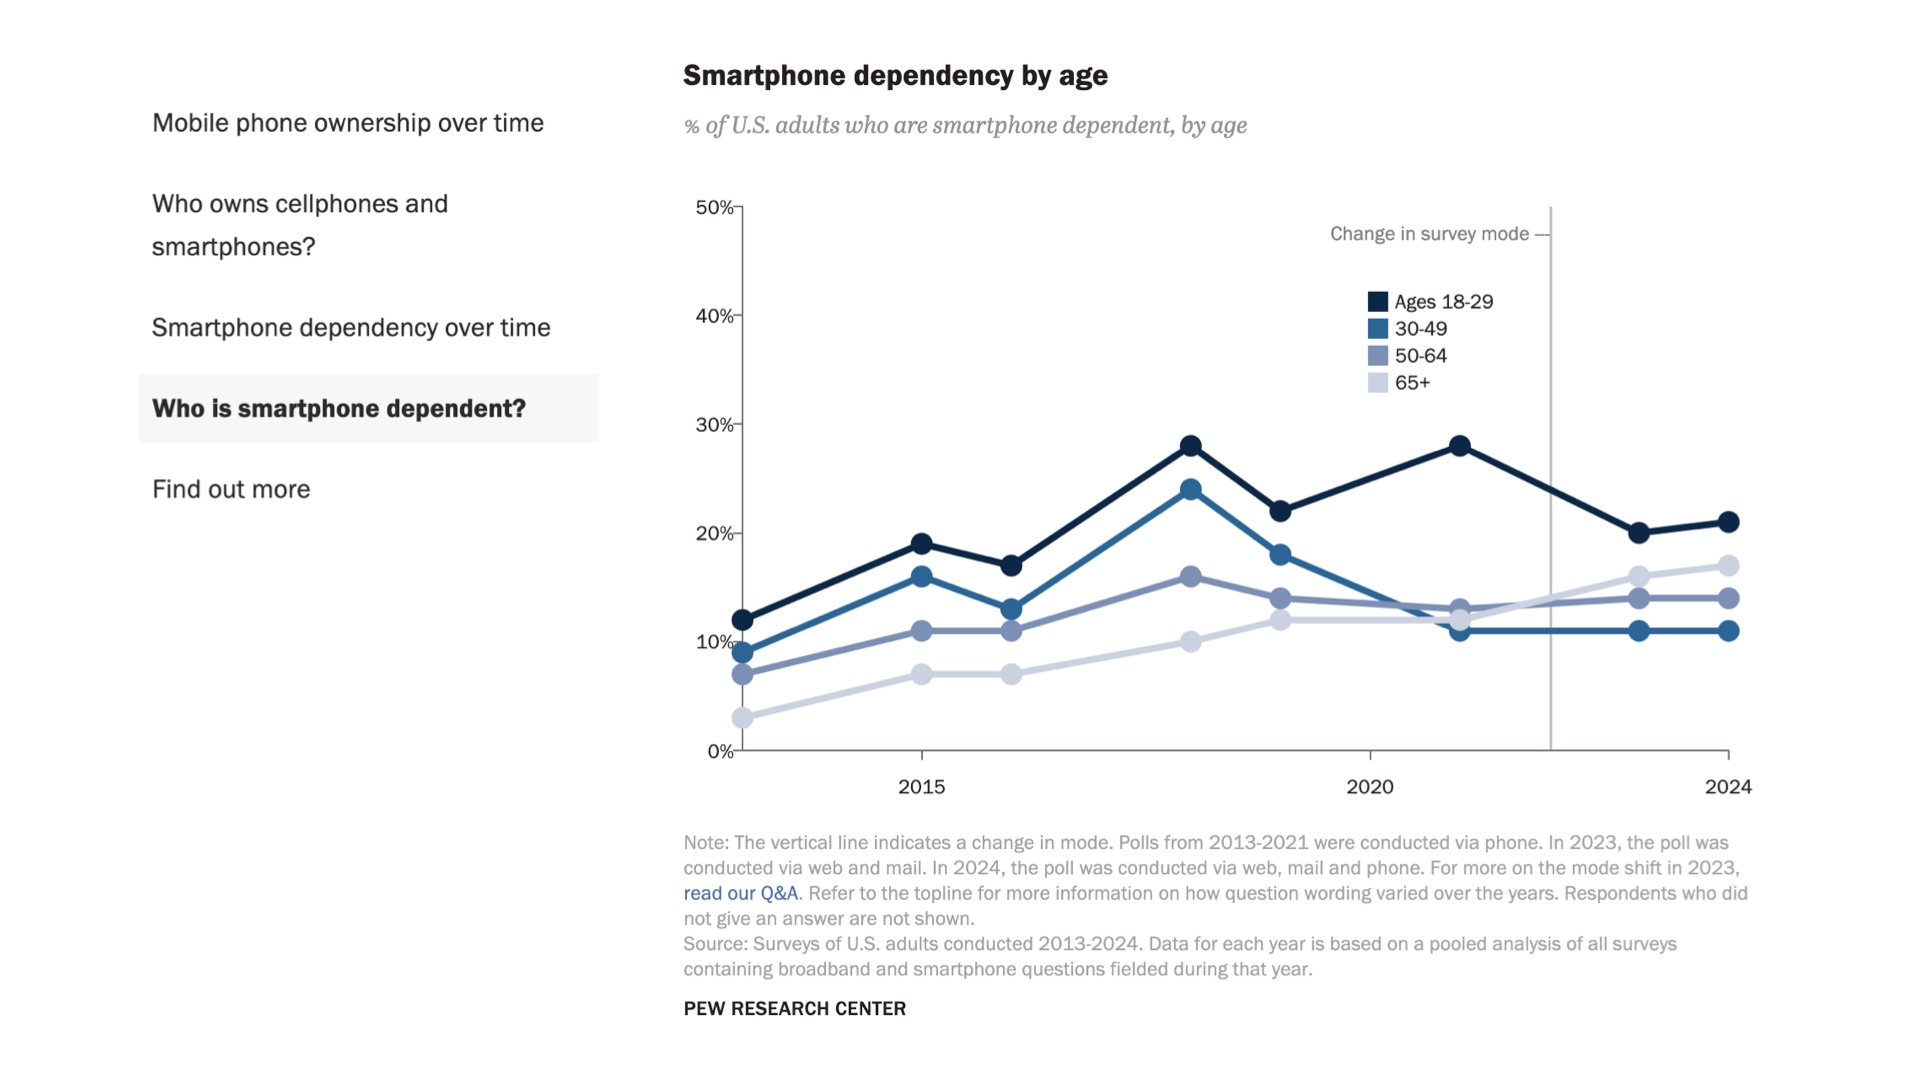 Mobile phone ownership over time
Who owns cellphones and
smartphones?
Smartphone dependency over time
Who is smartphone dependent?
Find out more
Smartphone dependency by age
% of U.S. adults who are smartphone dependent, by age
50%
40%
30%
20%
10%
0%
Change in survey mode
Ages 18-29
30-49
50-64
65+
2015
2020
2024
Note: The vertical line indicates a change in mode. Polls from 2013-2021 were conducted via phone. In 2023, the poll was
conducted via web and mail. In 2024, the poll was conducted via web, mail and phone. For more on the mode shift in 2023,
read our Q&A. Refer to the topline for more information on how question wording varied over the years. Respondents who did
not give an answer are not shown.
Source: Surveys of U.S. adults conducted 2013-2024. Data for each year is based on a pooled analysis of all surveys
containing broadband and smartphone questions fielded during that year.
PEW RESEARCH CENTER